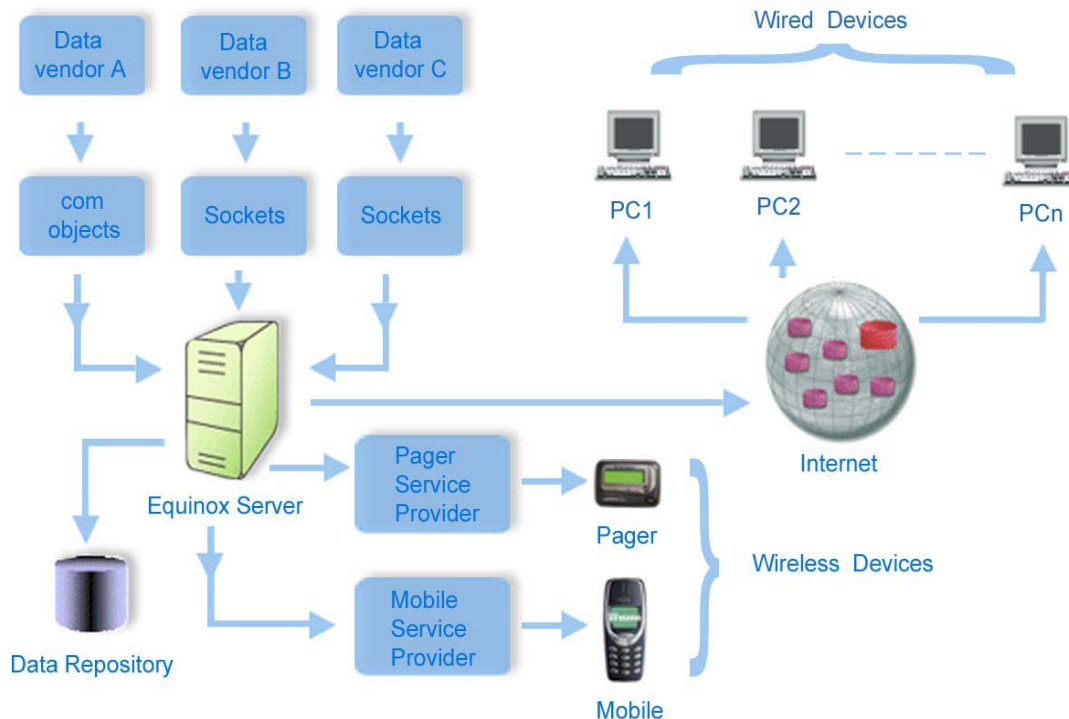 Data
vendor A
Data
vendor B
Data
vendor C
Wired Devices
com
objects
Sockets
Sockets
PC1
PC2
PCn
Equinox Server
Internet
Pager
Service
Provider
Pager
Wireless Devices
Data Repository
Mobile
Service
Provider
Mobile